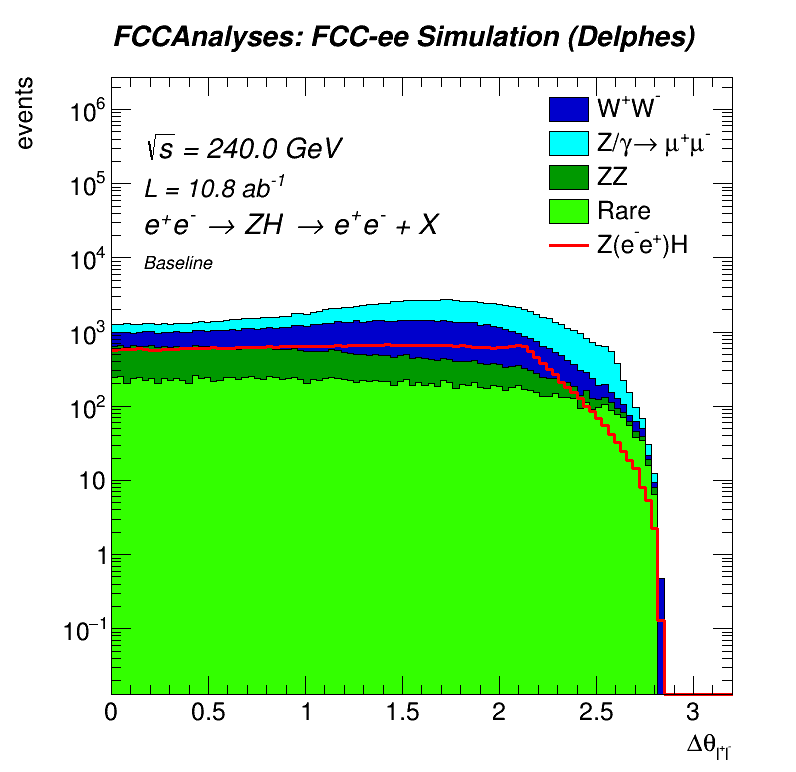 FCCAnalyses: FCC-ee Simulation (Delphes)
events
√s = 240.0 GeV
L = 10.8 ab⁻¹
e⁺e⁻ → ZH → e⁺e⁻ + X
Baseline
W⁺W⁻
Z/γ→ μ⁺μ⁻
ZZ
Rare
Z(e⁻e⁺)H
10⁶
10⁵
10⁴
10³
10²
10
1
10⁻¹
0 0.5 1 1.5 2 2.5 3
Δθ_{l⁺l⁻}